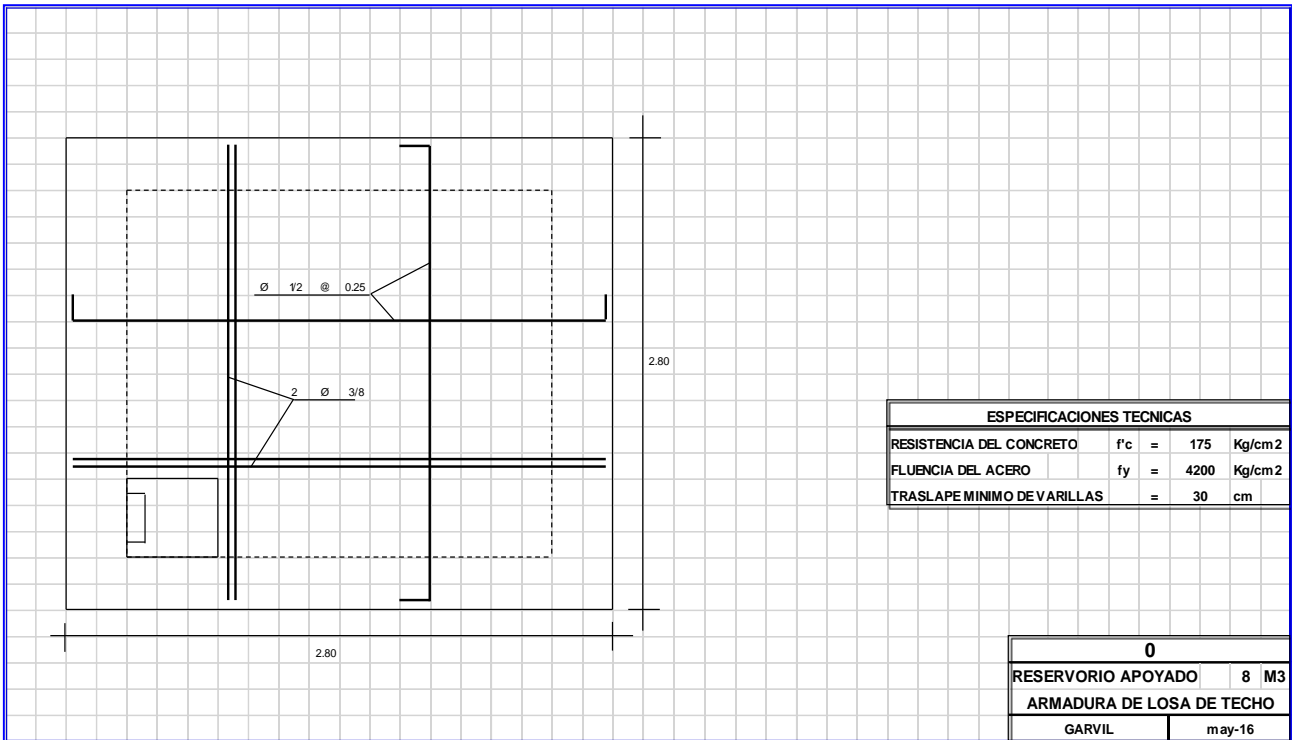 Ø 1/2 @ 0.25
2.80
2 Ø 3/8
ESPECIFICACIONES TECNICAS
RESISTENCIA DEL CONCRETO f'c = 175 Kg/cm2
FLUENCIA DEL ACERO fy = 4200 Kg/cm2
TRASLAPE MINIMO DE VARILLAS = 30 cm
2.80
0
RESERVORIO APOYADO 8 M3
ARMADURA DE LOSA DE TECHO
GARVIL may-16